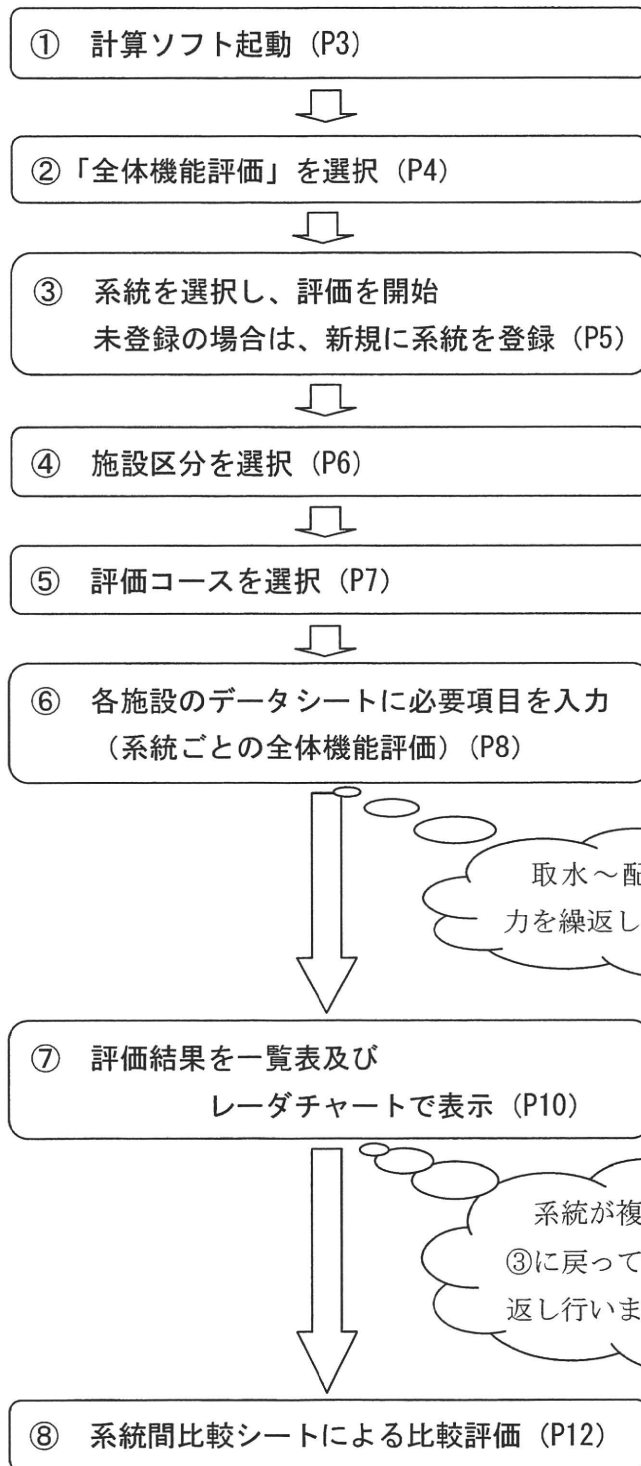 ① 計算ソフト起動（P3）
②「全体機能評価」を選択（P4）
③ 系統を選択し、評価を開始
未登録の場合は、新規に系統を登録（P5）
④ 施設区分を選択（P6）
⑤ 評価コースを選択（P7）
⑥ 各施設のデータシートに必要項目を入力
（系統ごとの全体機能評価）（P8）
取水～配
力を繰返し
⑦ 評価結果を一覧表及び
レーダチャートで表示（P10）
系統が複
③に戻って
返し行いま
⑧ 系統間比較シートによる比較評価（P12）